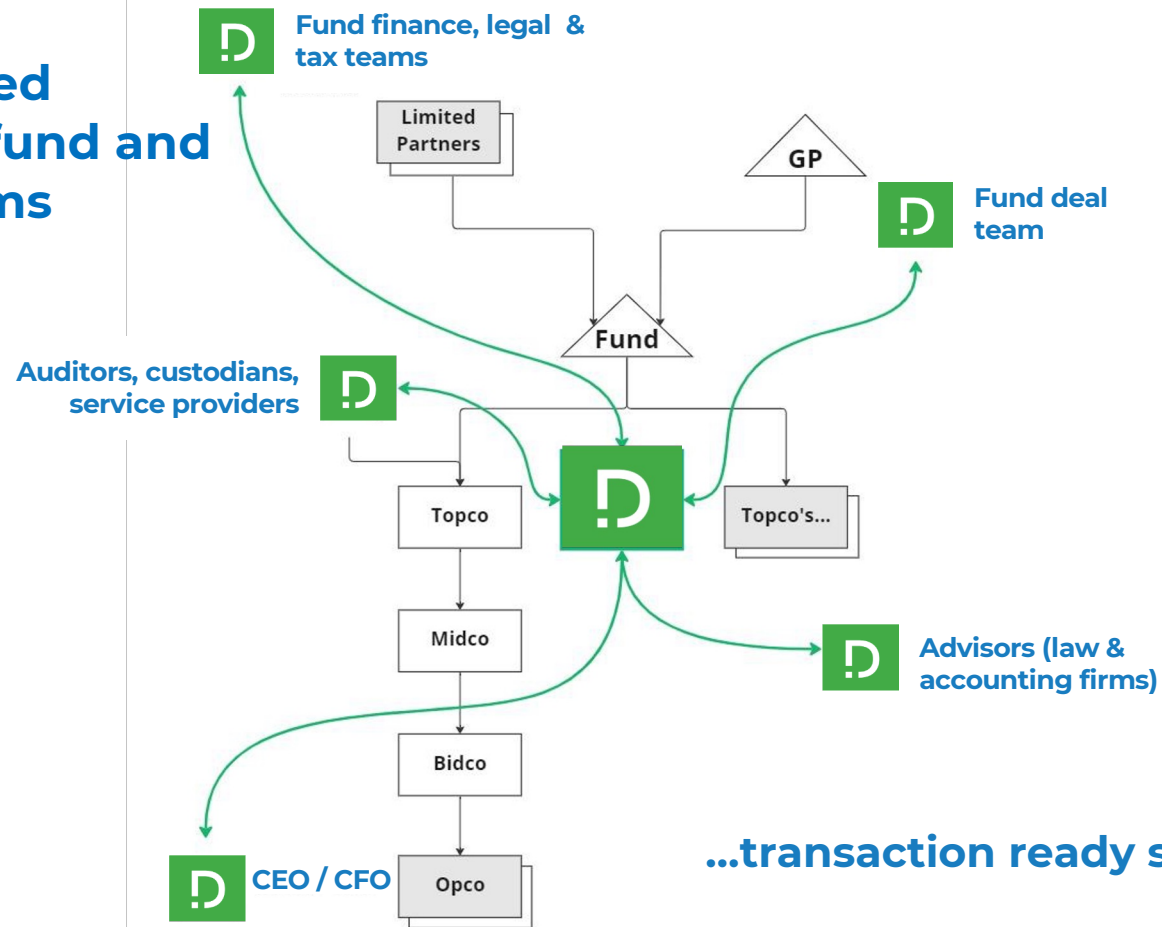 Fund finance, legal &
tax teams
ed
fund and
ms
Limited
Partners
GP
Fund deal
team
Fund
Auditors, custodians,
service providers
Topco
Topco's...
Midco
Advisors (law &
accounting firms)
Bidco
...transaction ready s
CEO / CFO
Opco